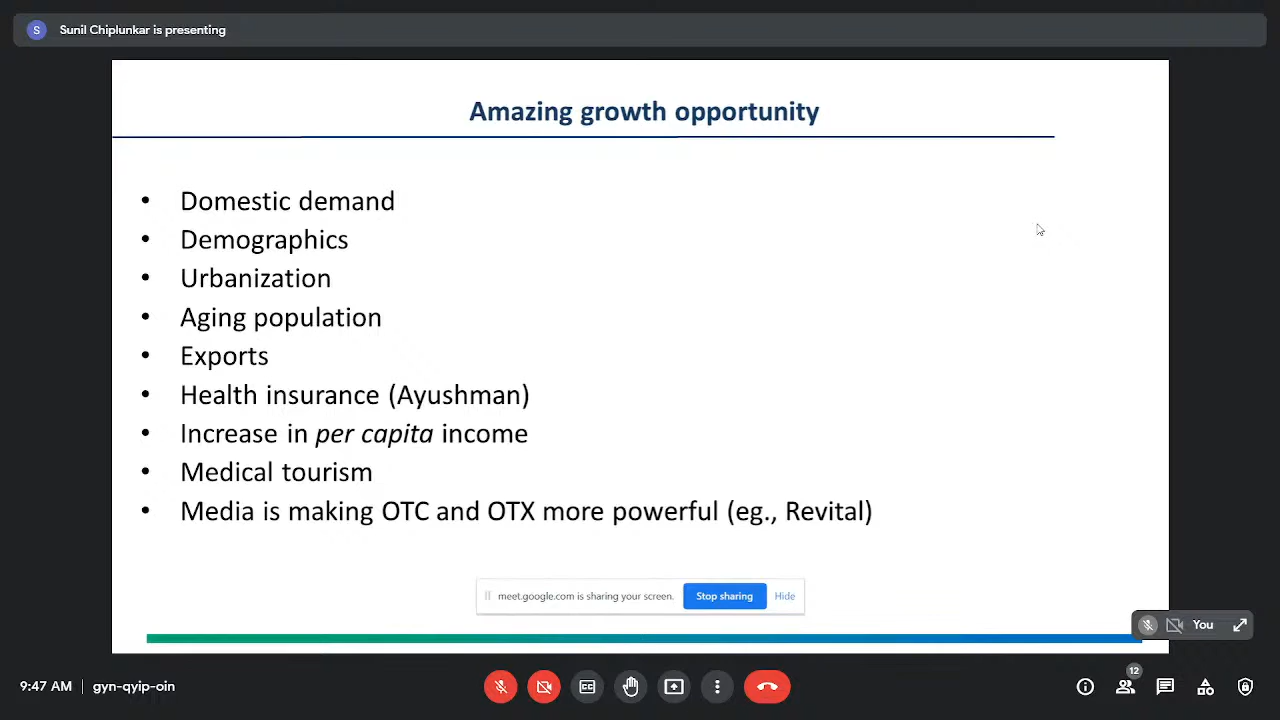 S Sunil Chiplunkar is presenting
Amazing growth opportunity
• Domestic demand
• Demographics
• Urbanization
• Aging population
• Exports
• Health insurance (Ayushman)
• Increase in per capita income
• Medical tourism
• Media is making OTC and OTX more powerful (eg., Revital)
meet.google.com is sharing your screen. Stop sharing Hide
You
9:47 AM | gyn-qyip-oin
12